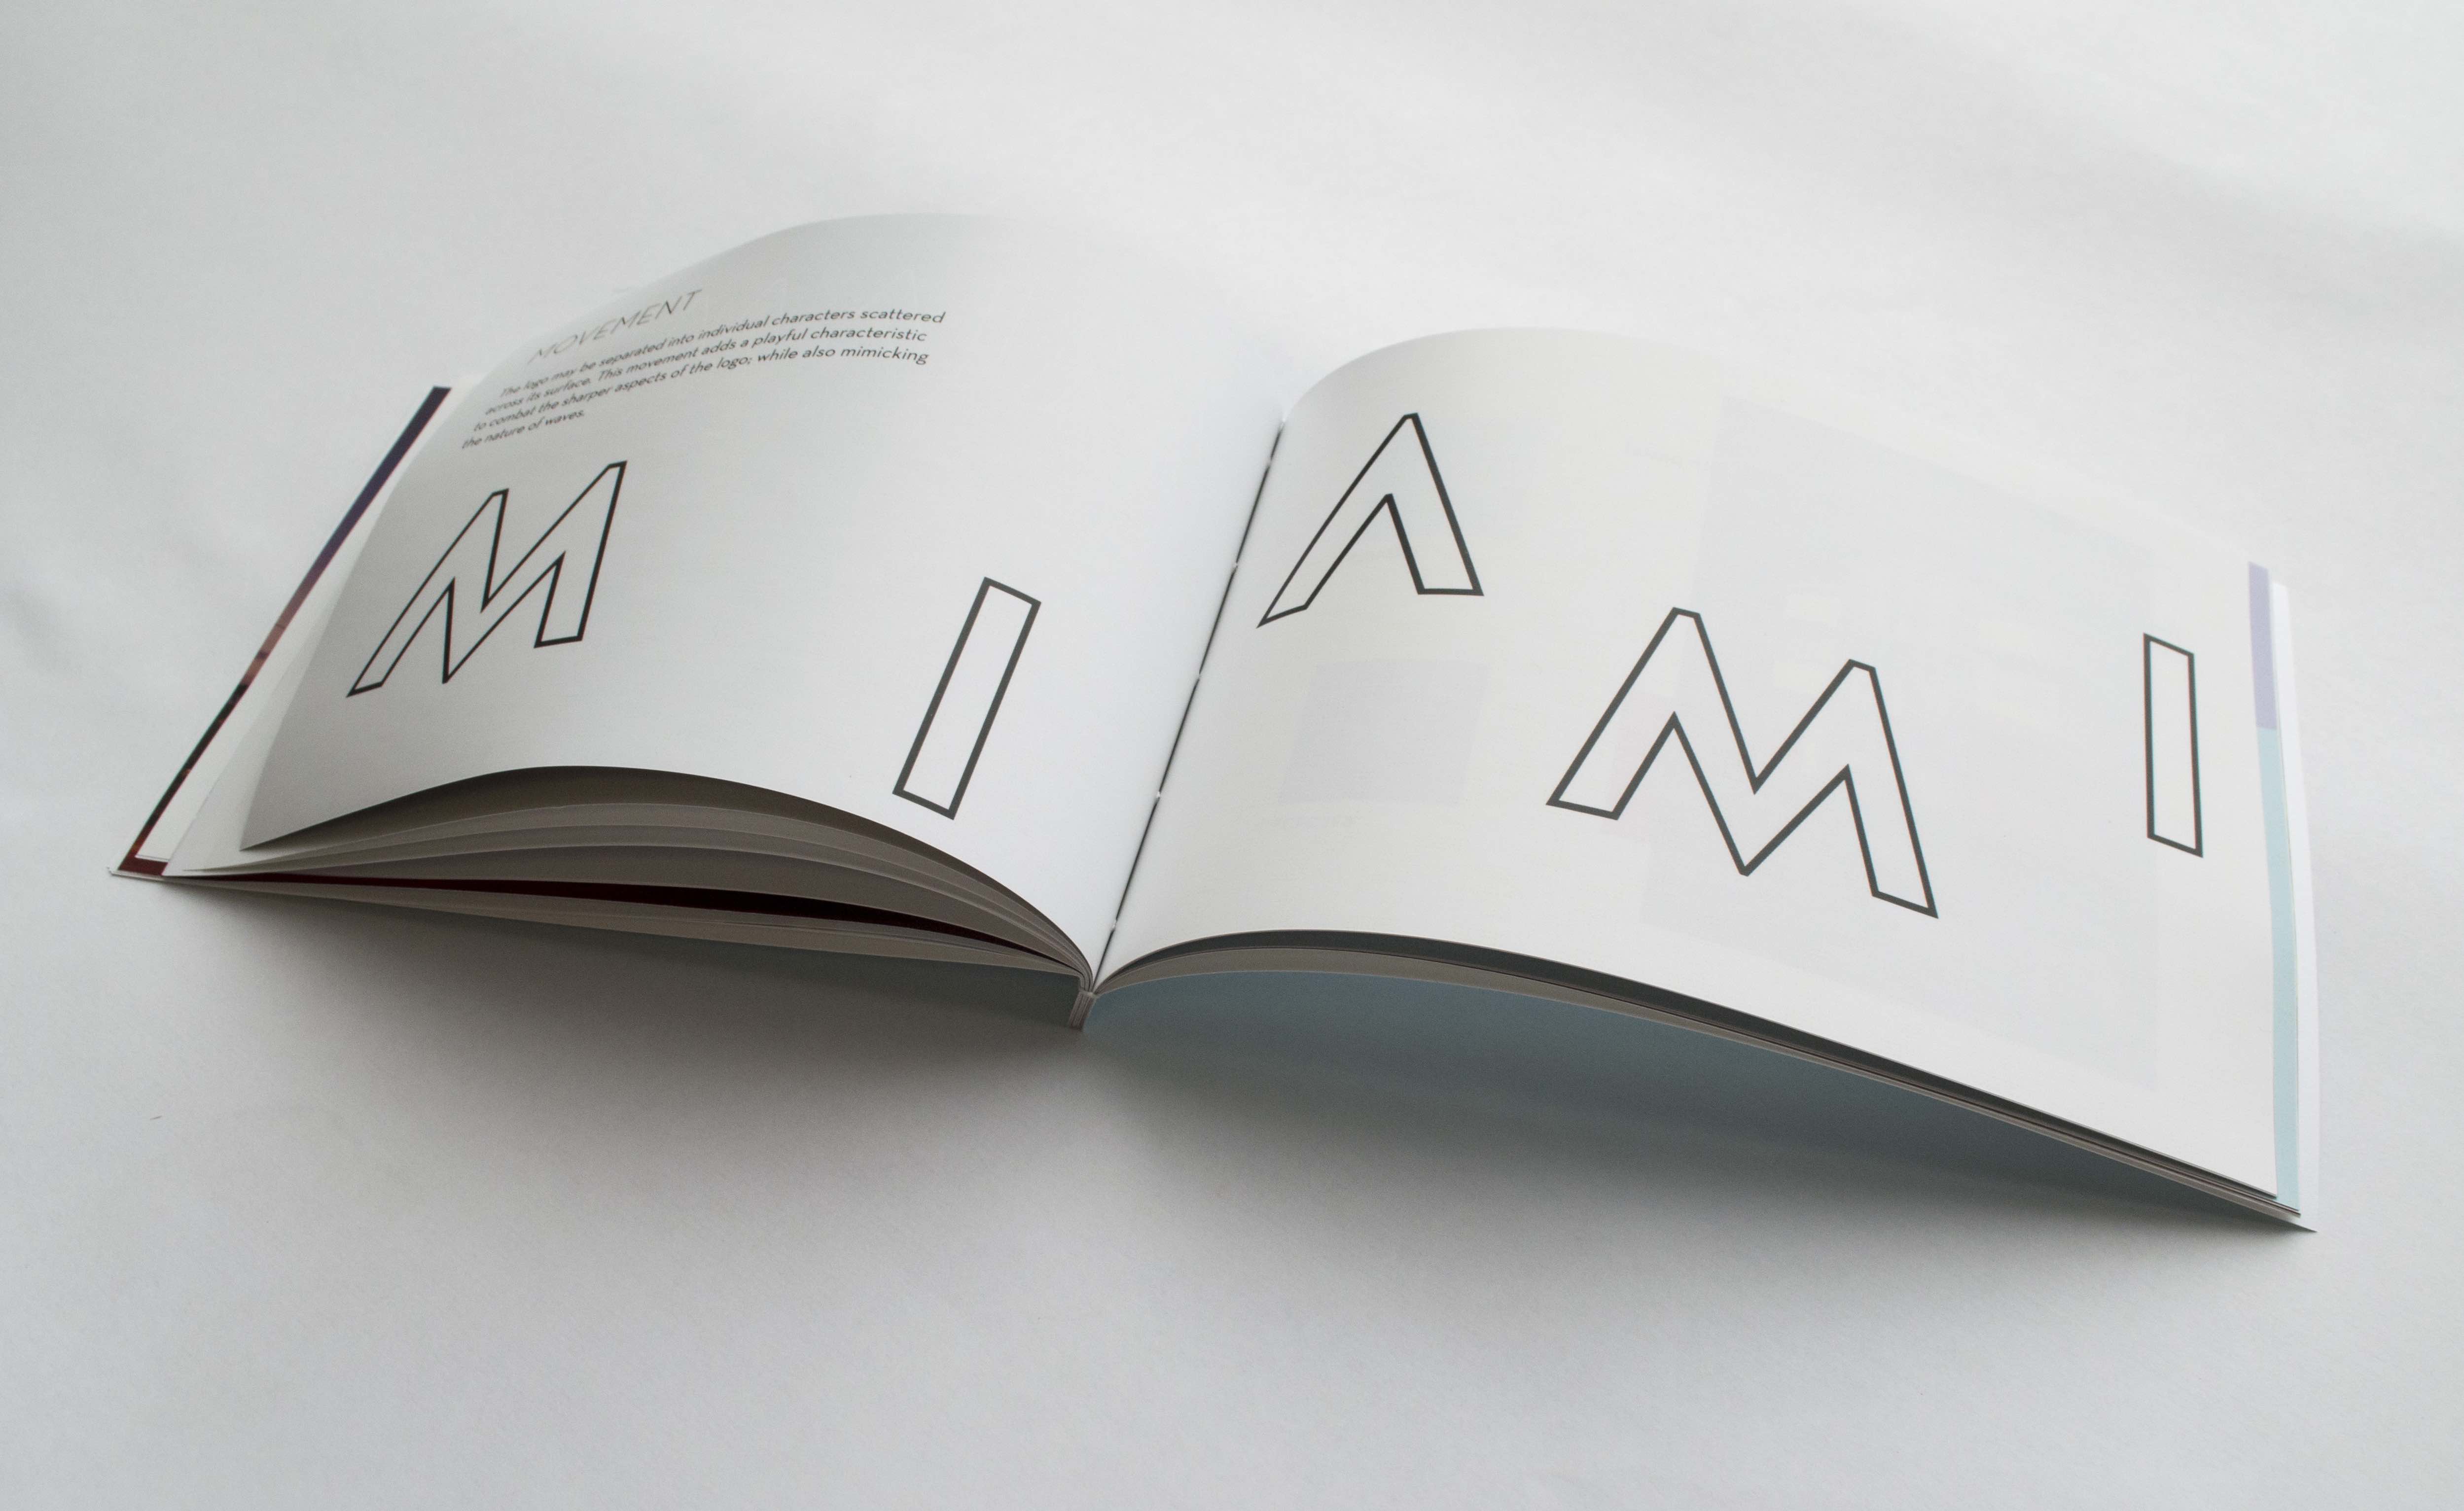 MOVEMENT
The logo may be separated into individual characters scattered
across its surface. This movement adds a playful characteristic
to combat the sharper aspects of the logo; while also mimicking
the nature of waves.
M I Λ M I